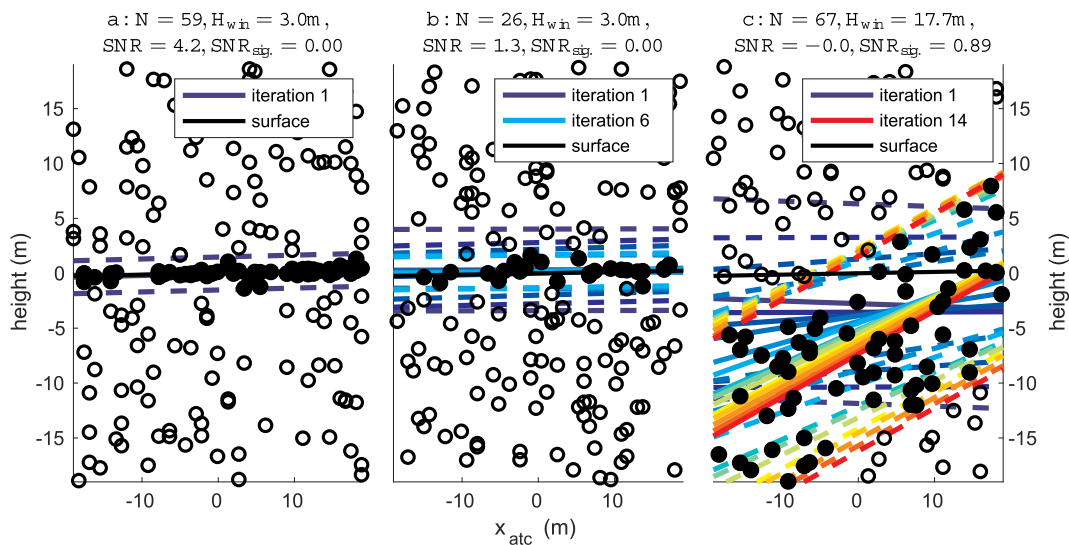 a: N = 59, H_win = 3.0m,
SNR = 4.2, SNR_sig. = 0.00
b: N = 26, H_win = 3.0m,
SNR = 1.3, SNR_sig. = 0.00
c: N = 67, H_win = 17.7m,
SNR = −0.0, SNR_sig. = 0.89
iteration 1
surface
iteration 1
iteration 6
surface
iteration 1
iteration 14
surface
height (m)
15
10
5
0
-5
-10
-15
15
10
5
0
-5
-10
-15
height (m)
-10
0
10
-10
0
10
-10
0
10
x_atc (m)